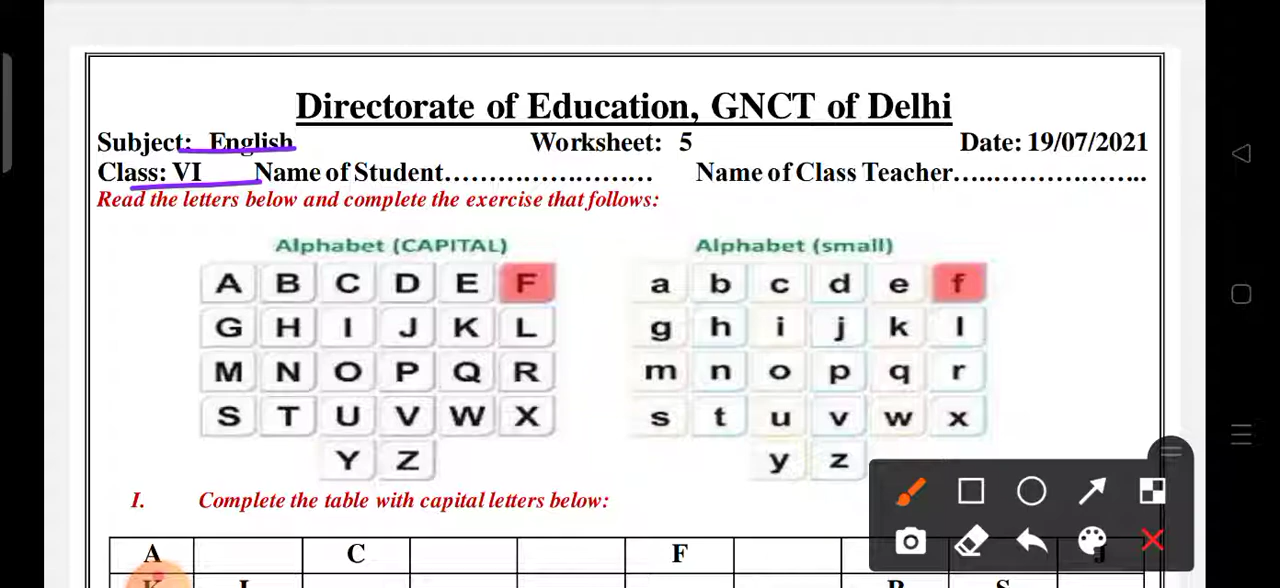 Directorate of Education, GNCT of Delhi
Subject: English Worksheet: 5 Date: 19/07/2021
Class: VI Name of Student........................ Name of Class Teacher......................
Read the letters below and complete the exercise that follows:
Alphabet (CAPITAL) Alphabet (small)
A B C D E F a b c d e f
G H I J K L g h i j k l
M N O P Q R m n o p q r
S T U V W X s t u v w x
Y Z y z
I. Complete the table with capital letters below:
A C F J